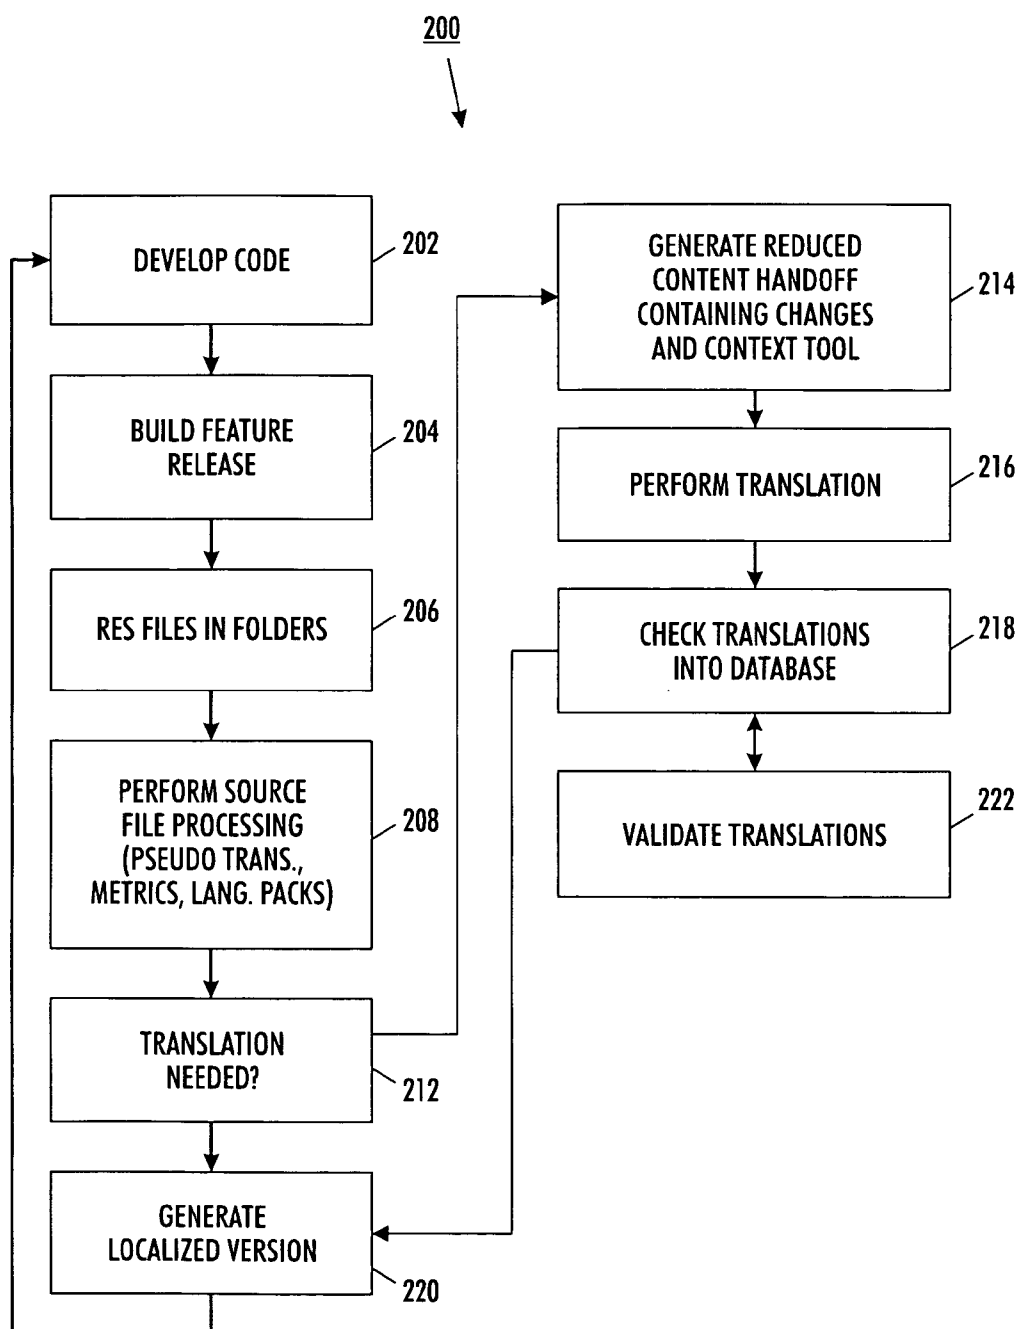 200
DEVELOP CODE
202
BUILD FEATURE
RELEASE
204
RES FILES IN FOLDERS
206
PERFORM SOURCE
FILE PROCESSING
(PSEUDO TRANS.,
METRICS, LANG. PACKS)
208
TRANSLATION
NEEDED?
212
GENERATE
LOCALIZED VERSION
220
GENERATE REDUCED
CONTENT HANDOFF
CONTAINING CHANGES
AND CONTEXT TOOL
214
PERFORM TRANSLATION
216
CHECK TRANSLATIONS
INTO DATABASE
218
VALIDATE TRANSLATIONS
222